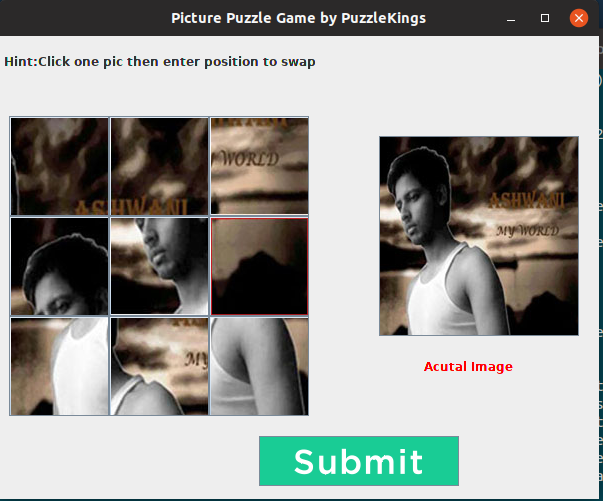 Picture Puzzle Game by PuzzleKings
Hint:Click one pic then enter position to swap
ASHWANI
WORLD
MY
ASHWANI
MY WORLD
Acutal Image
Submit